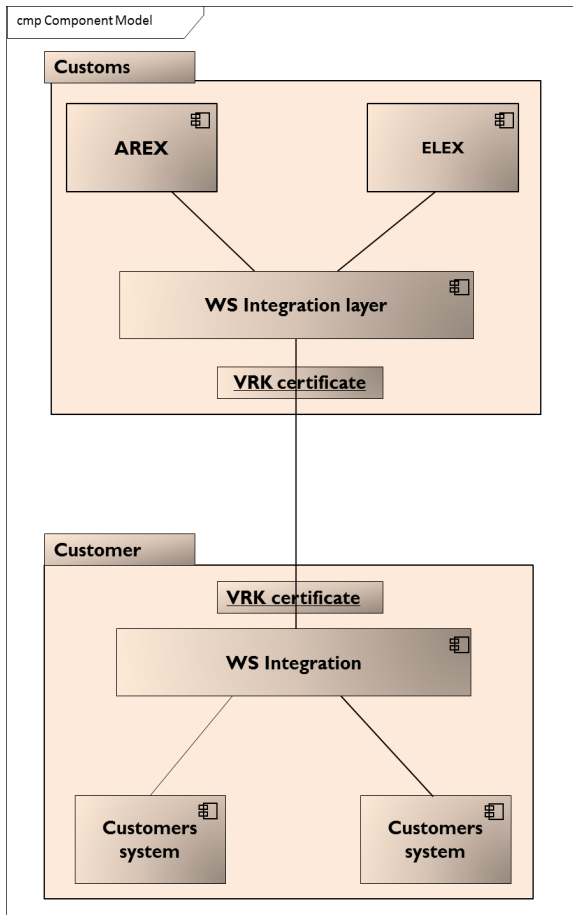 cmp Component Model
Customs
AREX
ELEX
WS Integration layer
VRK certificate
Customer
VRK certificate
WS Integration
Customers
system
Customers
system